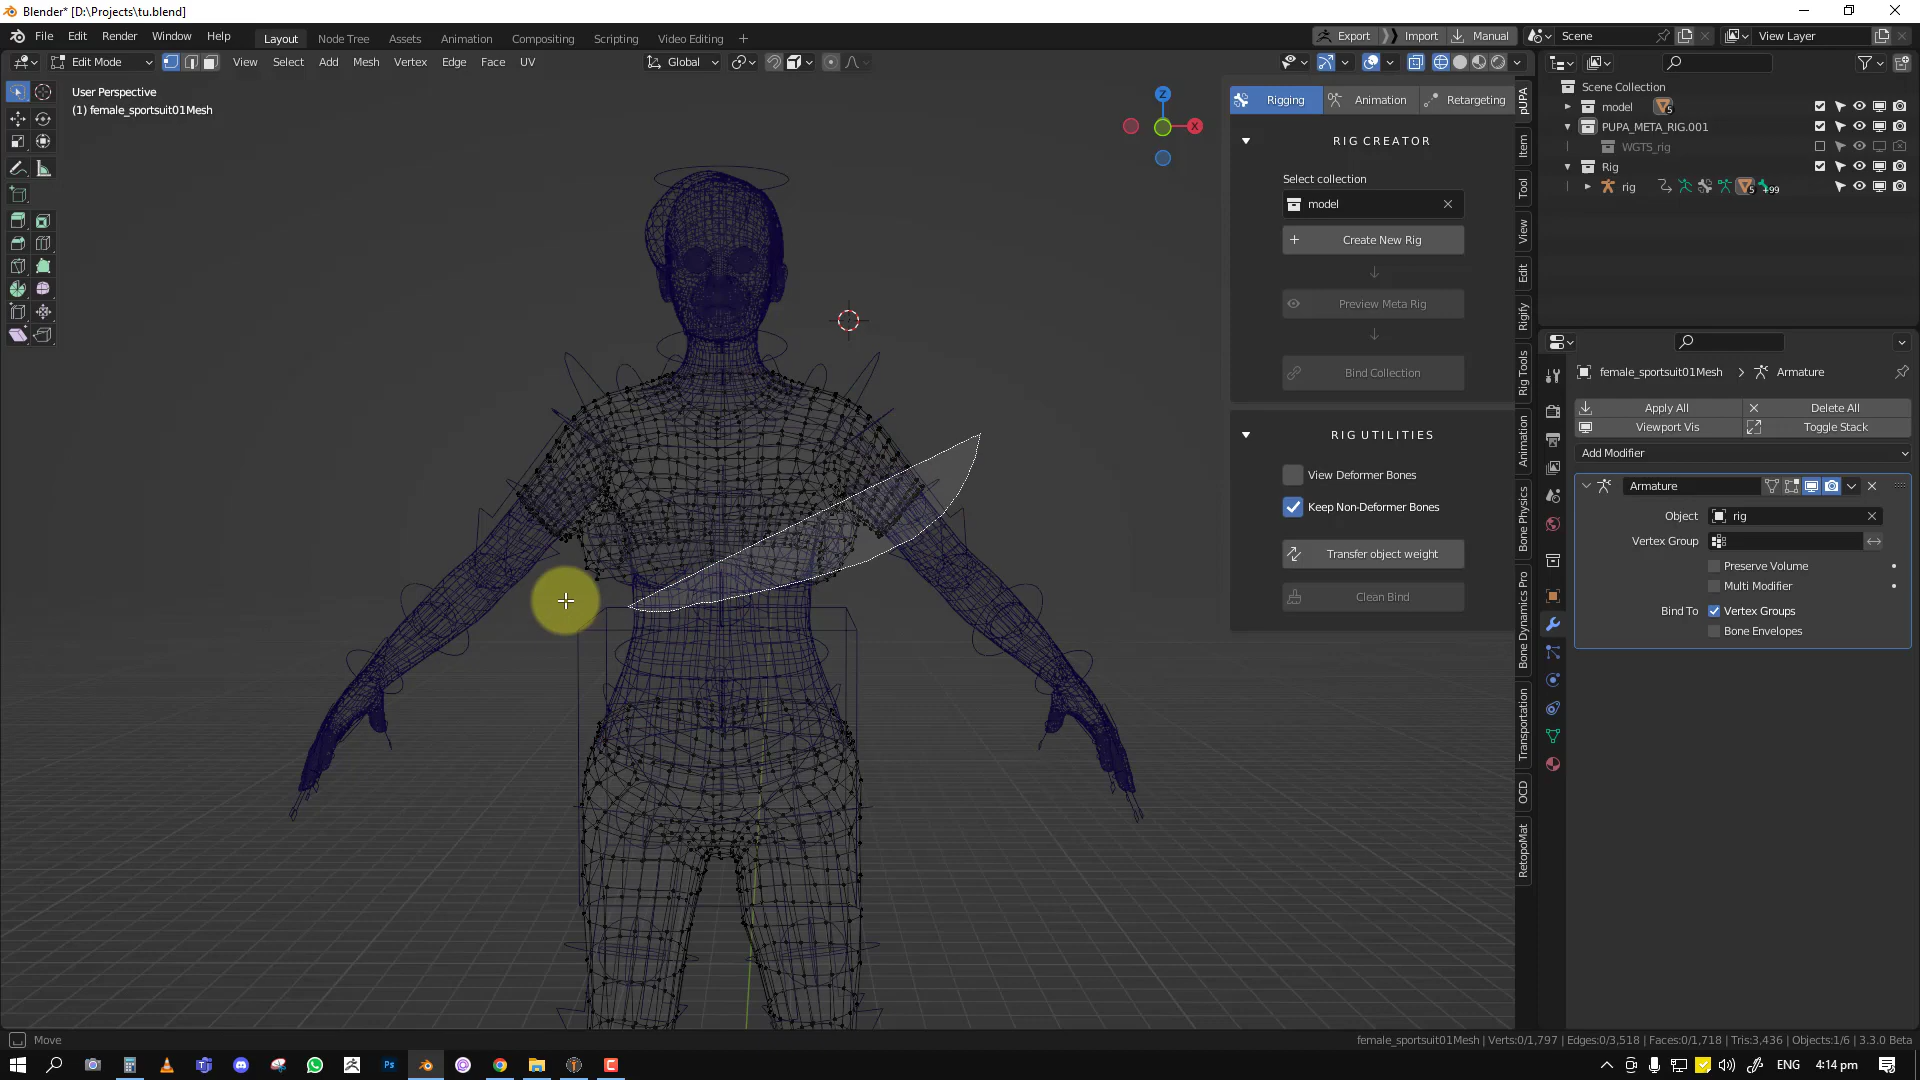 Blender* [D:\Projects\tu.blend]
File Edit Render Window Help Layout Node Tree Assets Animation Compositing Scripting Video Editing + Export Import Manual Scene View Layer
Edit Mode View Select Add Mesh Vertex Edge Face UV Global
User Perspective
(1) female_sportsuit01Mesh
Z
X
Rigging Animation Retargeting
RIG CREATOR
Select collection
model
Create New Rig
Preview Meta Rig
Bind Collection
RIG UTILITIES
View Deformer Bones
Keep Non-Deformer Bones
Transfer object weight
Clean Bind
pUPA
Item
Tool
View
Edit
Rigify
Rig Tools
Animation
Bone Physics
Bone Dynamics Pro
Transportation
OCD
RetopoMat
Scene Collection
model 5
PUPA_META_RIG.001
WGTS_rig
Rig
rig 5 +99
female_sportsuit01Mesh > Armature
Apply All Delete All
Viewport Vis Toggle Stack
Add Modifier
Armature
Object rig
Vertex Group
Preserve Volume
Multi Modifier
Bind To Vertex Groups
Bone Envelopes
Move
female_sportsuit01Mesh | Verts:0/1,797 | Edges:0/3,518 | Faces:0/1,718 | Tris:3,436 | Objects:1/6 | 3.3.0 Beta
Ps
ENG 4:14 pm